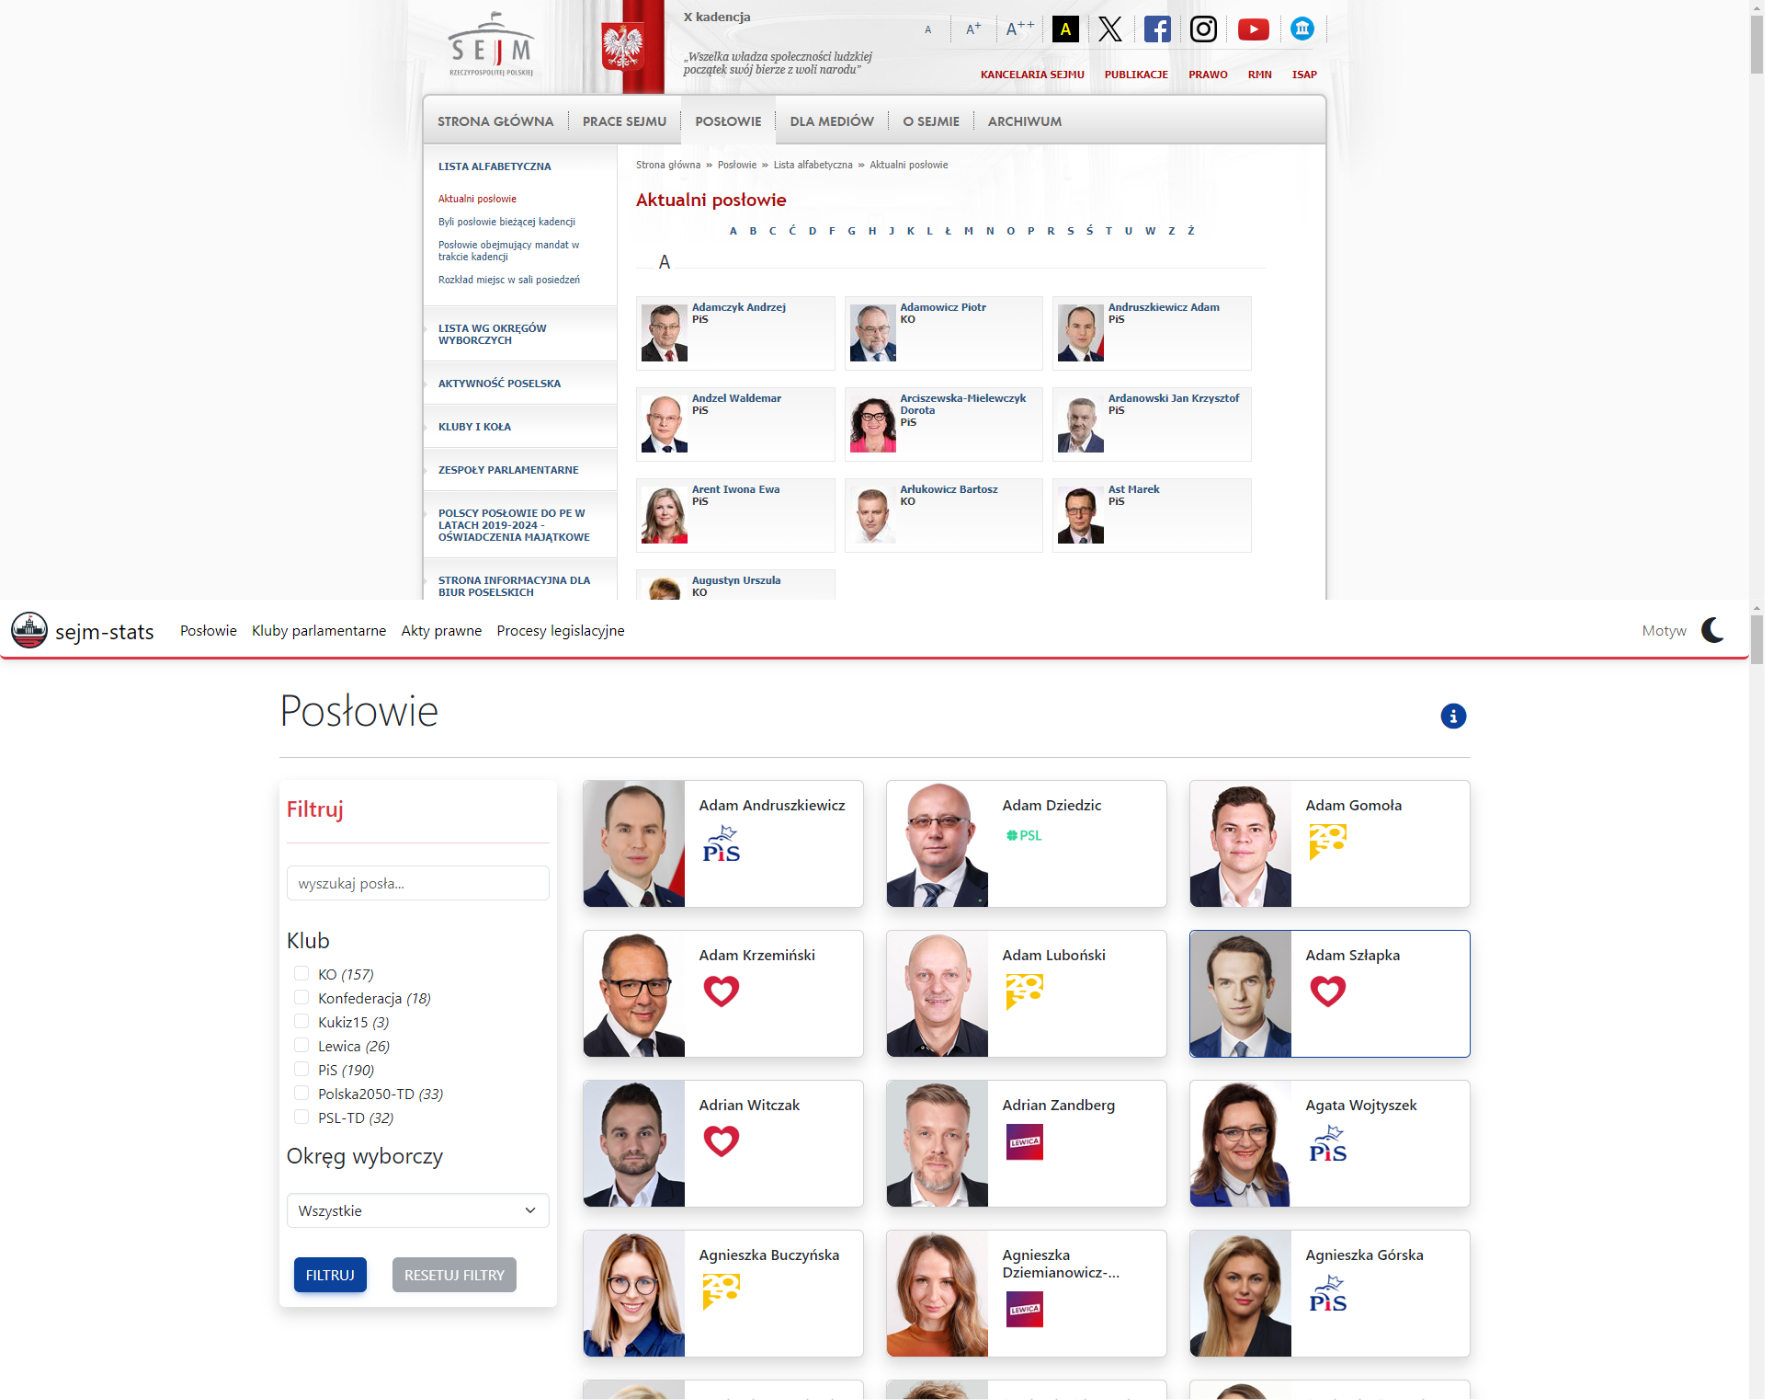 SEJM
RZECZYPOSPOLITEJ POLSKIEJ
X kadencja
„Wszelka władza społeczności ludzkiej
początek swój bierze z woli narodu"
A A+ A++ A
KANCELARIA SEJMU PUBLIKACJE PRAWO RMN ISAP
STRONA GŁÓWNA PRACE SEJMU POSŁOWIE DLA MEDIÓW O SEJMIE ARCHIWUM
LISTA ALFABETYCZNA
Aktualni posłowie
Byli posłowie bieżącej kadencji
Posłowie obejmujący mandat w
trakcie kadencji
Rozkład miejsc w sali posiedzeń
LISTA WG OKRĘGÓW
WYBORCZYCH
AKTYWNOŚĆ POSELSKA
KLUBY I KOŁA
ZESPOŁY PARLAMENTARNE
POLSCY POSŁOWIE DO PE W
LATACH 2019-2024 -
OŚWIADCZENIA MAJĄTKOWE
STRONA INFORMACYJNA DLA
BIUR POSELSKICH
Strona główna » Posłowie » Lista alfabetyczna » Aktualni posłowie
Aktualni posłowie
A B C Ć D F G H J K L Ł M N O P R S Ś T U W Z Ż
A
Adamczyk Andrzej
PiS
Adamowicz Piotr
KO
Andruszkiewicz Adam
PiS
Andzel Waldemar
PiS
Arciszewska-Mielewczyk
Dorota
PiS
Ardanowski Jan Krzysztof
PiS
Arent Iwona Ewa
PiS
Arłukowicz Bartosz
KO
Ast Marek
PiS
Augustyn Urszula
KO
sejm-stats Posłowie Kluby parlamentarne Akty prawne Procesy legislacyjne Motyw
Posłowie
Filtruj
wyszukaj posła...
Klub
KO (157)
Konfederacja (18)
Kukiz15 (3)
Lewica (26)
PiS (190)
Polska2050-TD (33)
PSL-TD (32)
Okręg wyborczy
Wszystkie
FILTRUJ RESETUJ FILTRY
Adam Andruszkiewicz
PiS
Adam Dziedzic
PSL
Adam Gomoła
2050
Adam Krzemiński
Adam Luboński
2050
Adam Szłapka
Adrian Witczak
Adrian Zandberg
LEWICA
Agata Wojtyszek
PiS
Agnieszka Buczyńska
2050
Agnieszka
Dziemianowicz-...
LEWICA
Agnieszka Górska
PiS